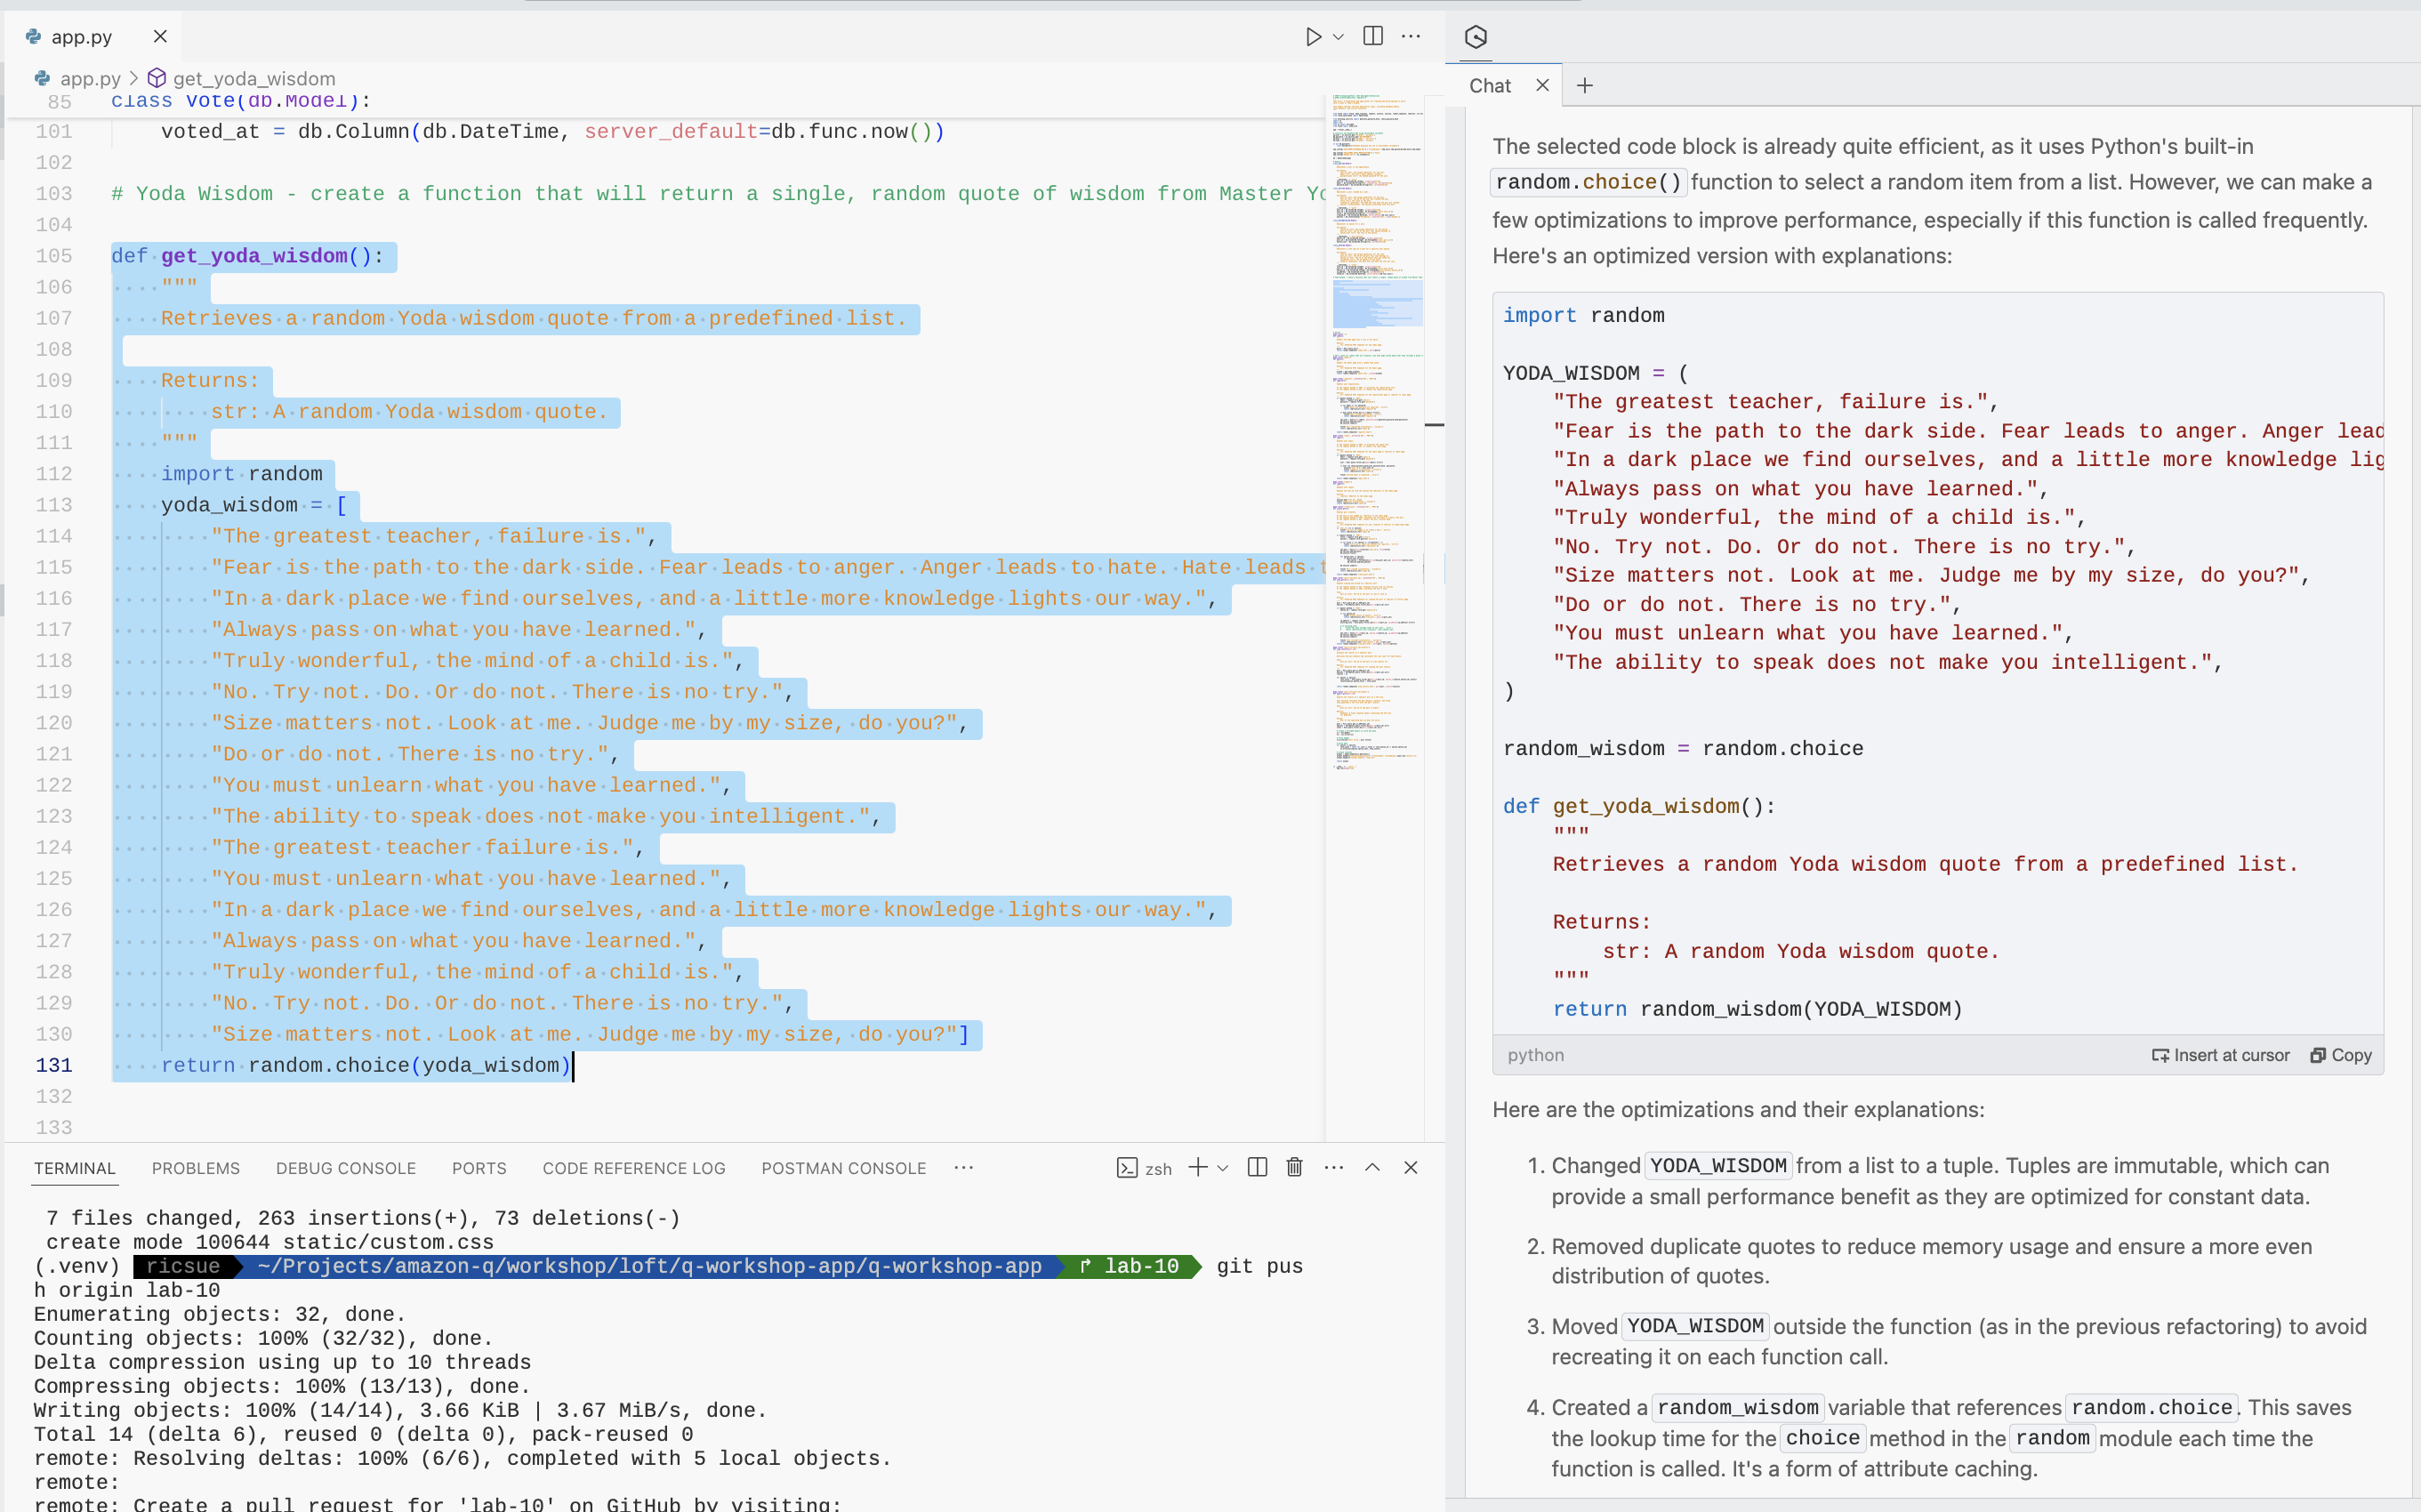 app.py
app.py > get_yoda_wisdom
85 class Vote(db.Model):
101 voted_at = db.Column(db.DateTime, server_default=db.func.now())
102
103 # Yoda Wisdom - create a function that will return a single, random quote of wisdom from Master Yo
104
105 def get_yoda_wisdom():
106 """
107 Retrieves a random Yoda wisdom quote from a predefined list.
108
109 Returns:
110 str: A random Yoda wisdom quote.
111 """
112 import random
113 yoda_wisdom = [
114 "The greatest teacher, failure is.",
115 "Fear is the path to the dark side. Fear leads to anger. Anger leads to hate. Hate leads t
116 "In a dark place we find ourselves, and a little more knowledge lights our way.",
117 "Always pass on what you have learned.",
118 "Truly wonderful, the mind of a child is.",
119 "No. Try not. Do. Or do not. There is no try.",
120 "Size matters not. Look at me. Judge me by my size, do you?",
121 "Do or do not. There is no try.",
122 "You must unlearn what you have learned.",
123 "The ability to speak does not make you intelligent.",
124 "The greatest teacher failure is.",
125 "You must unlearn what you have learned.",
126 "In a dark place we find ourselves, and a little more knowledge lights our way.",
127 "Always pass on what you have learned.",
128 "Truly wonderful, the mind of a child is.",
129 "No. Try not. Do. Or do not. There is no try.",
130 "Size matters not. Look at me. Judge me by my size, do you?"]
131 return random.choice(yoda_wisdom)
132
133
TERMINAL PROBLEMS DEBUG CONSOLE PORTS CODE REFERENCE LOG POSTMAN CONSOLE ··· zsh
7 files changed, 263 insertions(+), 73 deletions(-)
create mode 100644 static/custom.css
(.venv) ricsue ~/Projects/amazon-q/workshop/loft/q-workshop-app/q-workshop-app lab-10 git pus
h origin lab-10
Enumerating objects: 32, done.
Counting objects: 100% (32/32), done.
Delta compression using up to 10 threads
Compressing objects: 100% (13/13), done.
Writing objects: 100% (14/14), 3.66 KiB | 3.67 MiB/s, done.
Total 14 (delta 6), reused 0 (delta 0), pack-reused 0
remote: Resolving deltas: 100% (6/6), completed with 5 local objects.
remote:
remote: Create a pull request for 'lab-10' on GitHub by visiting:
Chat
The selected code block is already quite efficient, as it uses Python's built-in
random.choice() function to select a random item from a list. However, we can make a
few optimizations to improve performance, especially if this function is called frequently.
Here's an optimized version with explanations:
import random
YODA_WISDOM = (
"The greatest teacher, failure is.",
"Fear is the path to the dark side. Fear leads to anger. Anger lead
"In a dark place we find ourselves, and a little more knowledge lig
"Always pass on what you have learned.",
"Truly wonderful, the mind of a child is.",
"No. Try not. Do. Or do not. There is no try.",
"Size matters not. Look at me. Judge me by my size, do you?",
"Do or do not. There is no try.",
"You must unlearn what you have learned.",
"The ability to speak does not make you intelligent.",
)
random_wisdom = random.choice
def get_yoda_wisdom():
"""
Retrieves a random Yoda wisdom quote from a predefined list.
Returns:
str: A random Yoda wisdom quote.
"""
return random_wisdom(YODA_WISDOM)
python Insert at cursor Copy
Here are the optimizations and their explanations:
1. Changed YODA_WISDOM from a list to a tuple. Tuples are immutable, which can
provide a small performance benefit as they are optimized for constant data.
2. Removed duplicate quotes to reduce memory usage and ensure a more even
distribution of quotes.
3. Moved YODA_WISDOM outside the function (as in the previous refactoring) to avoid
recreating it on each function call.
4. Created a random_wisdom variable that references random.choice. This saves
the lookup time for the choice method in the random module each time the
function is called. It's a form of attribute caching.